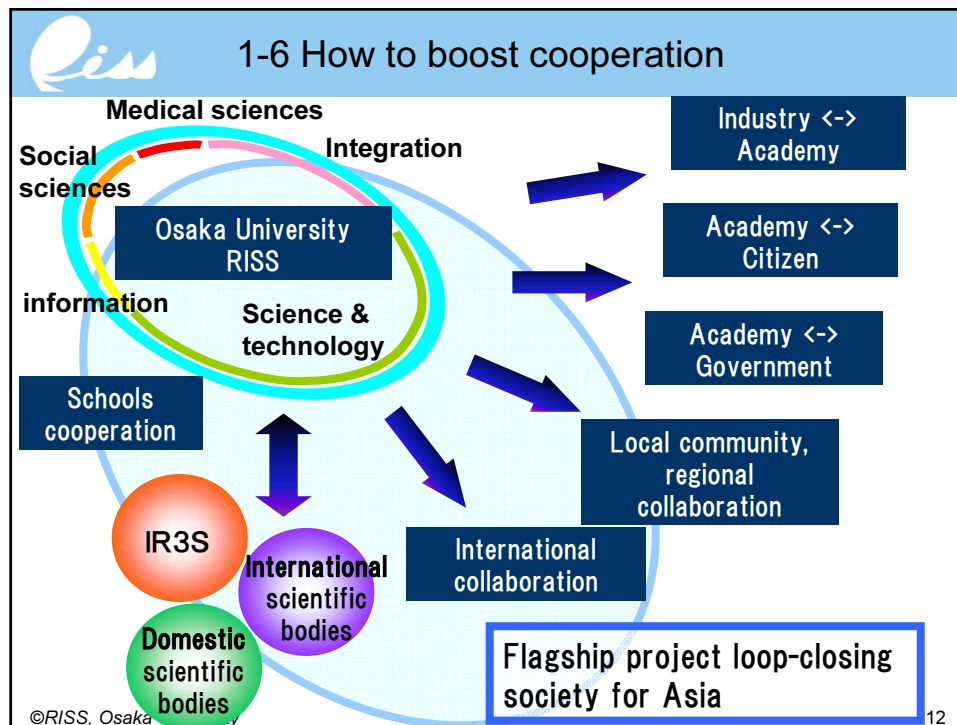 Riss
1-6 How to boost cooperation
Medical sciences
Social
sciences
Integration
Osaka University
RISS
information
Science &
technology
Schools
cooperation
Industry <->
Academy
Academy <->
Citizen
Academy <->
Government
Local community,
regional
collaboration
International
collaboration
IR3S
International
scientific
bodies
Domestic
scientific
bodies
Flagship project loop-closing
society for Asia
©RISS, Osaka
12